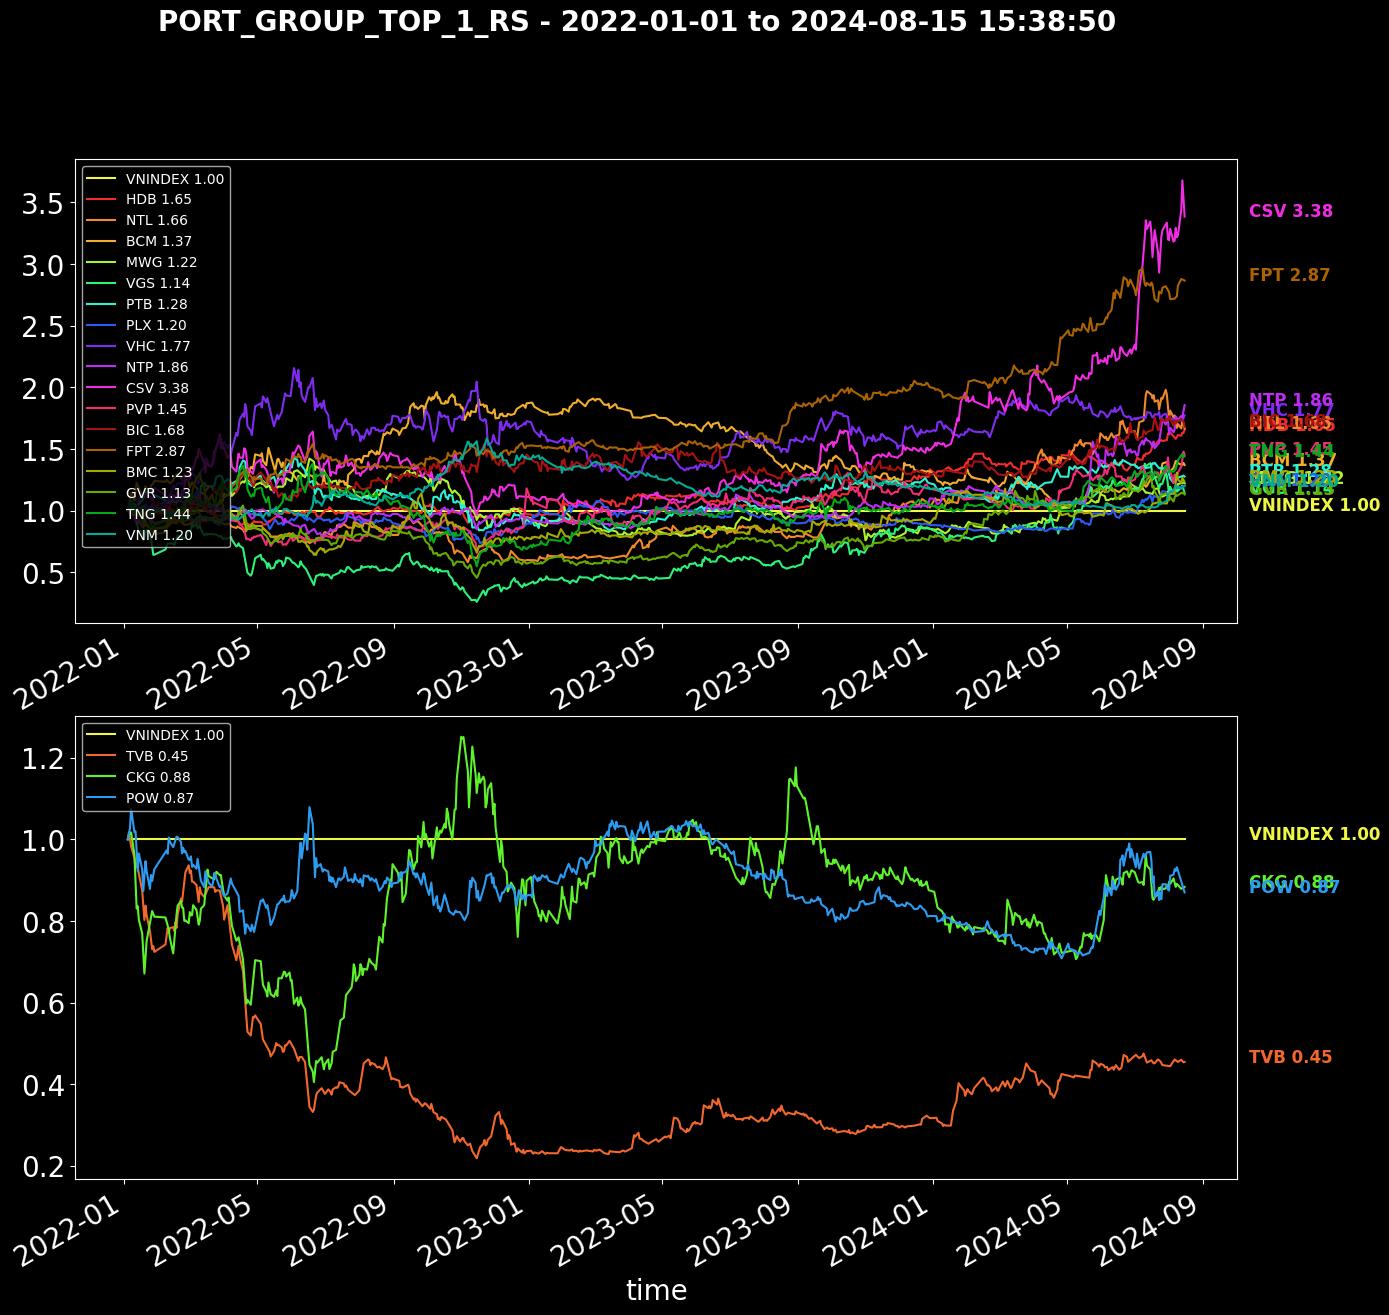 PORT_GROUP_TOP_1_RS - 2022-01-01 to 2024-08-15 15:38:50
VNINDEX 1.00
HDB 1.65
NTL 1.66
BCM 1.37
MWG 1.22
VGS 1.14
PTB 1.28
PLX 1.20
VHC 1.77
NTP 1.86
CSV 3.38
PVP 1.45
BIC 1.68
FPT 2.87
BMC 1.23
GVR 1.13
TNG 1.44
VNM 1.20
3.5
3.0
2.5
2.0
1.5
1.0
0.5
CSV 3.38
FPT 2.87
NTP 1.86
VHC 1.77
BCM 1.37
PTB 1.28
VNINDEX 1.00
2022-01
2022-05
2022-09
2023-01
2023-05
2023-09
2024-01
2024-05
2024-09
VNINDEX 1.00
TVB 0.45
CKG 0.88
POW 0.87
1.2
1.0
0.8
0.6
0.4
0.2
VNINDEX 1.00
CKG 0.88
POW 0.87
TVB 0.45
2022-01
2022-05
2022-09
2023-01
2023-05
2023-09
2024-01
2024-05
2024-09
time